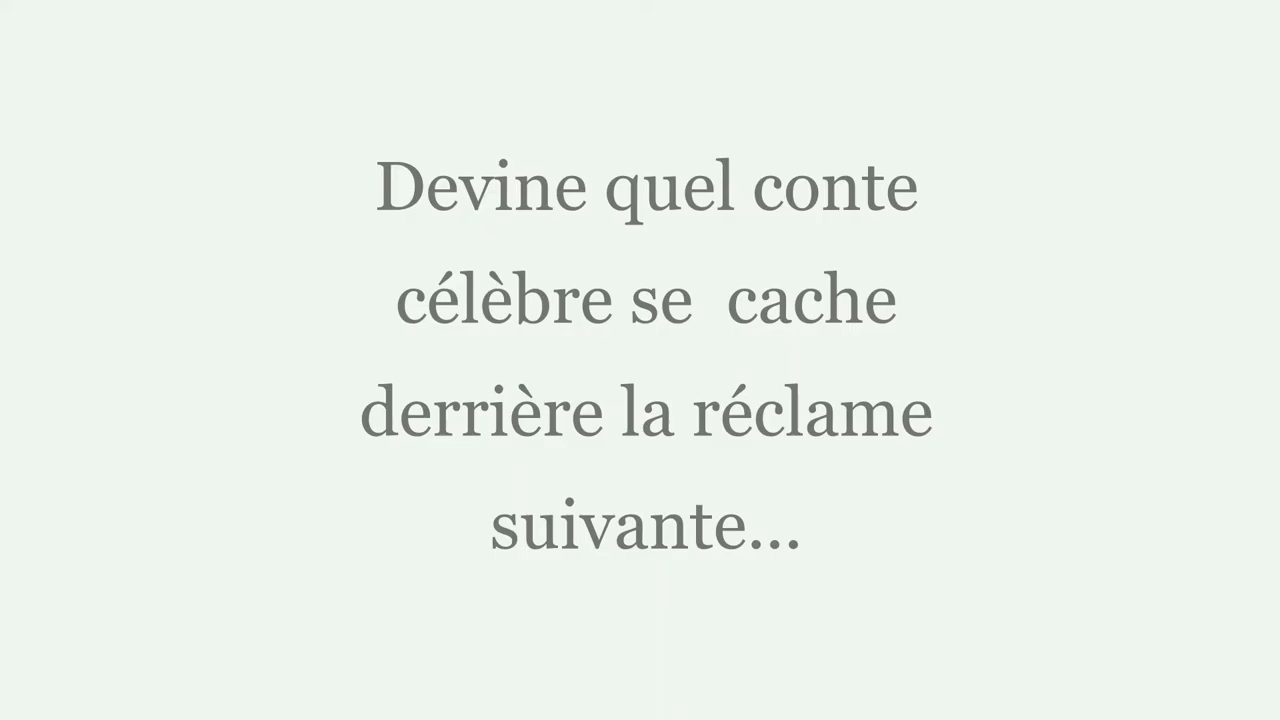 Devine quel conte
célèbre se  cache
derrière la réclame
suivante...